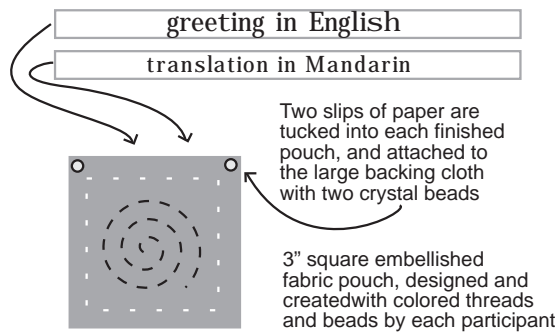 greeting in English
translation in Mandarin
Two slips of paper are
tucked into each finished
pouch, and attached to
the large backing cloth
with two crystal beads
3” square embellished
fabric pouch, designed and
createdwith colored threads
and beads by each participant